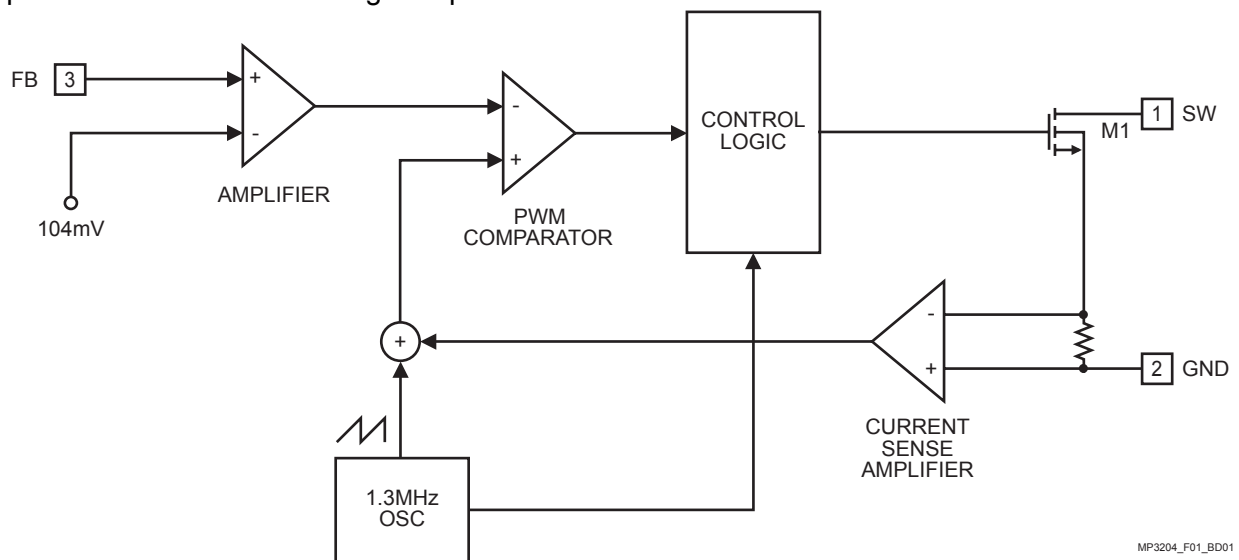 FB 3
+
-
104mV
AMPLIFIER
-
+
PWM
COMPARATOR
CONTROL
LOGIC
M1
1 SW
+
-
+
2 GND
CURRENT
SENSE
AMPLIFIER
1.3MHz
OSC
MP3204_F01_BD01